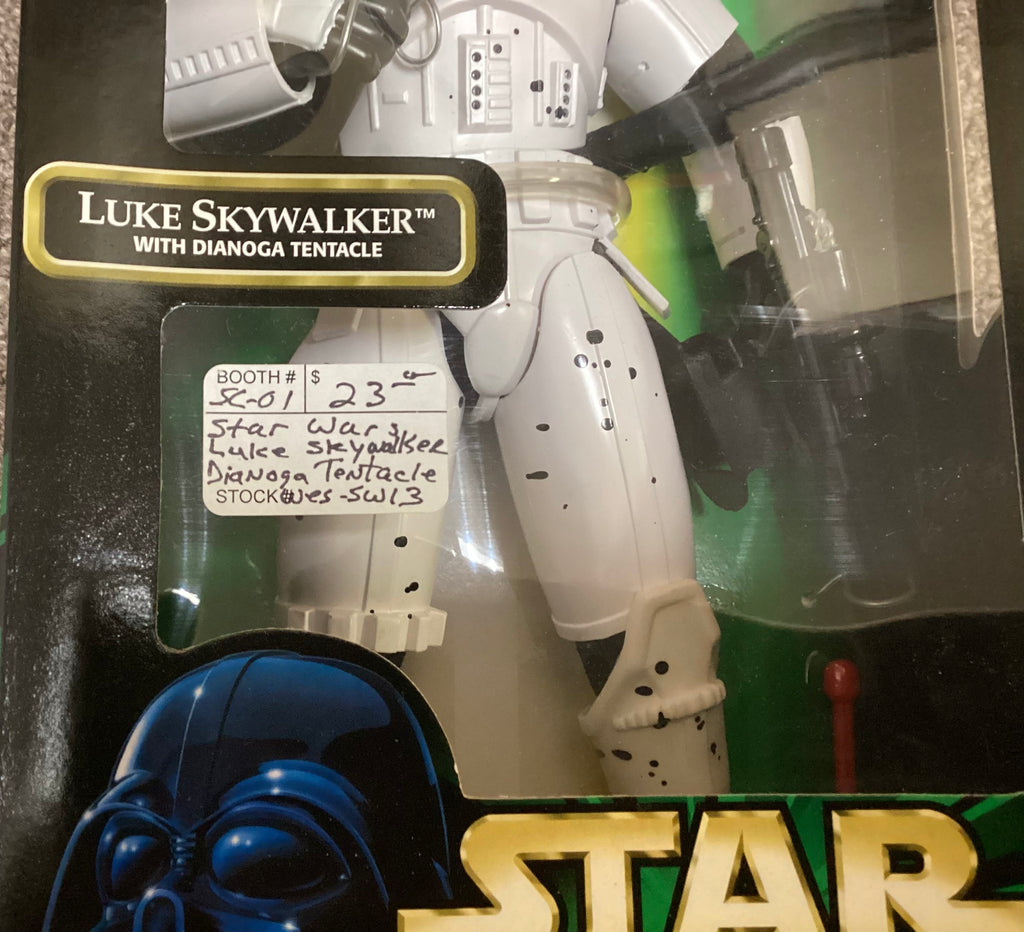 LUKE SKYWALKER™
WITH DIANOGA TENTACLE
BOOTH # $
SC-01 23
Star Wars
Luke Skywalker
Dianoga Tentacle
STOCK # wes-SW13
STAR